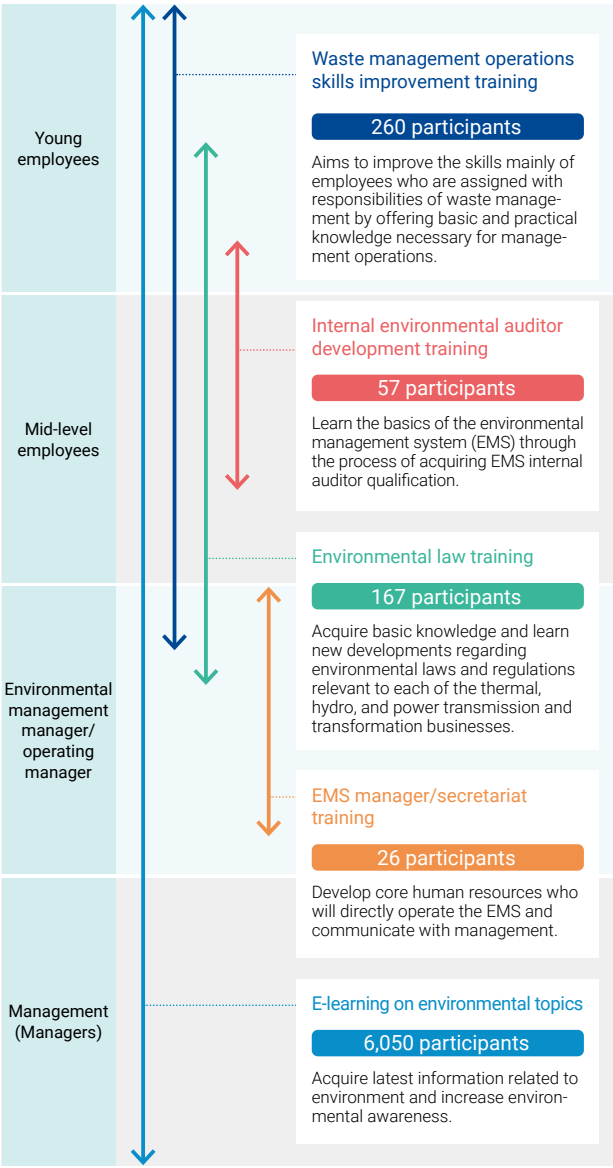 Young
employees
Waste management operations
skills improvement training
260 participants
Aims to improve the skills mainly of
employees who are assigned with
responsibilities of waste manage-
ment by offering basic and practical
knowledge necessary for manage-
ment operations.
Mid-level
employees
Internal environmental auditor
development training
57 participants
Learn the basics of the environmental
management system (EMS) through
the process of acquiring EMS internal
auditor qualification.
Environmental law training
167 participants
Acquire basic knowledge and learn
new developments regarding
environmental laws and regulations
relevant to each of the thermal,
hydro, and power transmission and
transformation businesses.
Environmental
management
manager/
operating
manager
EMS manager/secretariat
training
26 participants
Develop core human resources who
will directly operate the EMS and
communicate with management.
Management
(Managers)
E-learning on environmental topics
6,050 participants
Acquire latest information related to
environment and increase environ-
mental awareness.